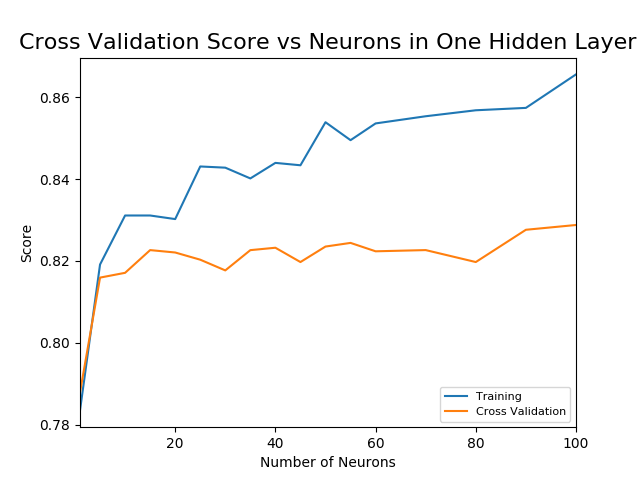 Cross Validation Score vs Neurons in One Hidden Layer
0.86
0.84
0.82
0.80
0.78
Score
Training
Cross Validation
20 40 60 80 100
Number of Neurons